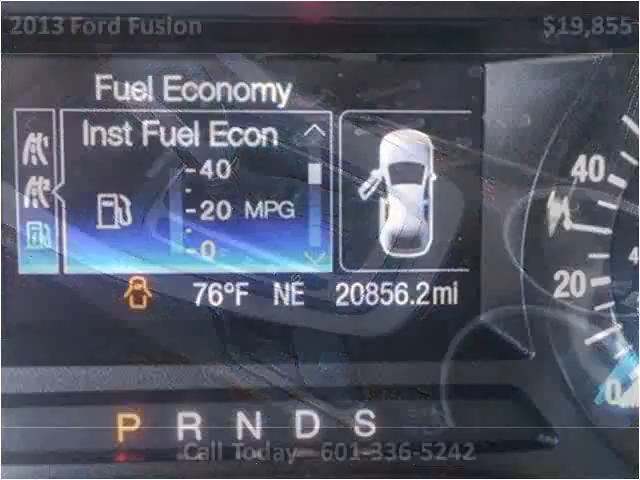 2013 Ford Fusion $19,855
Fuel Economy
Inst Fuel Econ
40
20 MPG
0
76°F NE 20856.2mi
40
20
0
P R N D S
Call Today - 601-336-5242